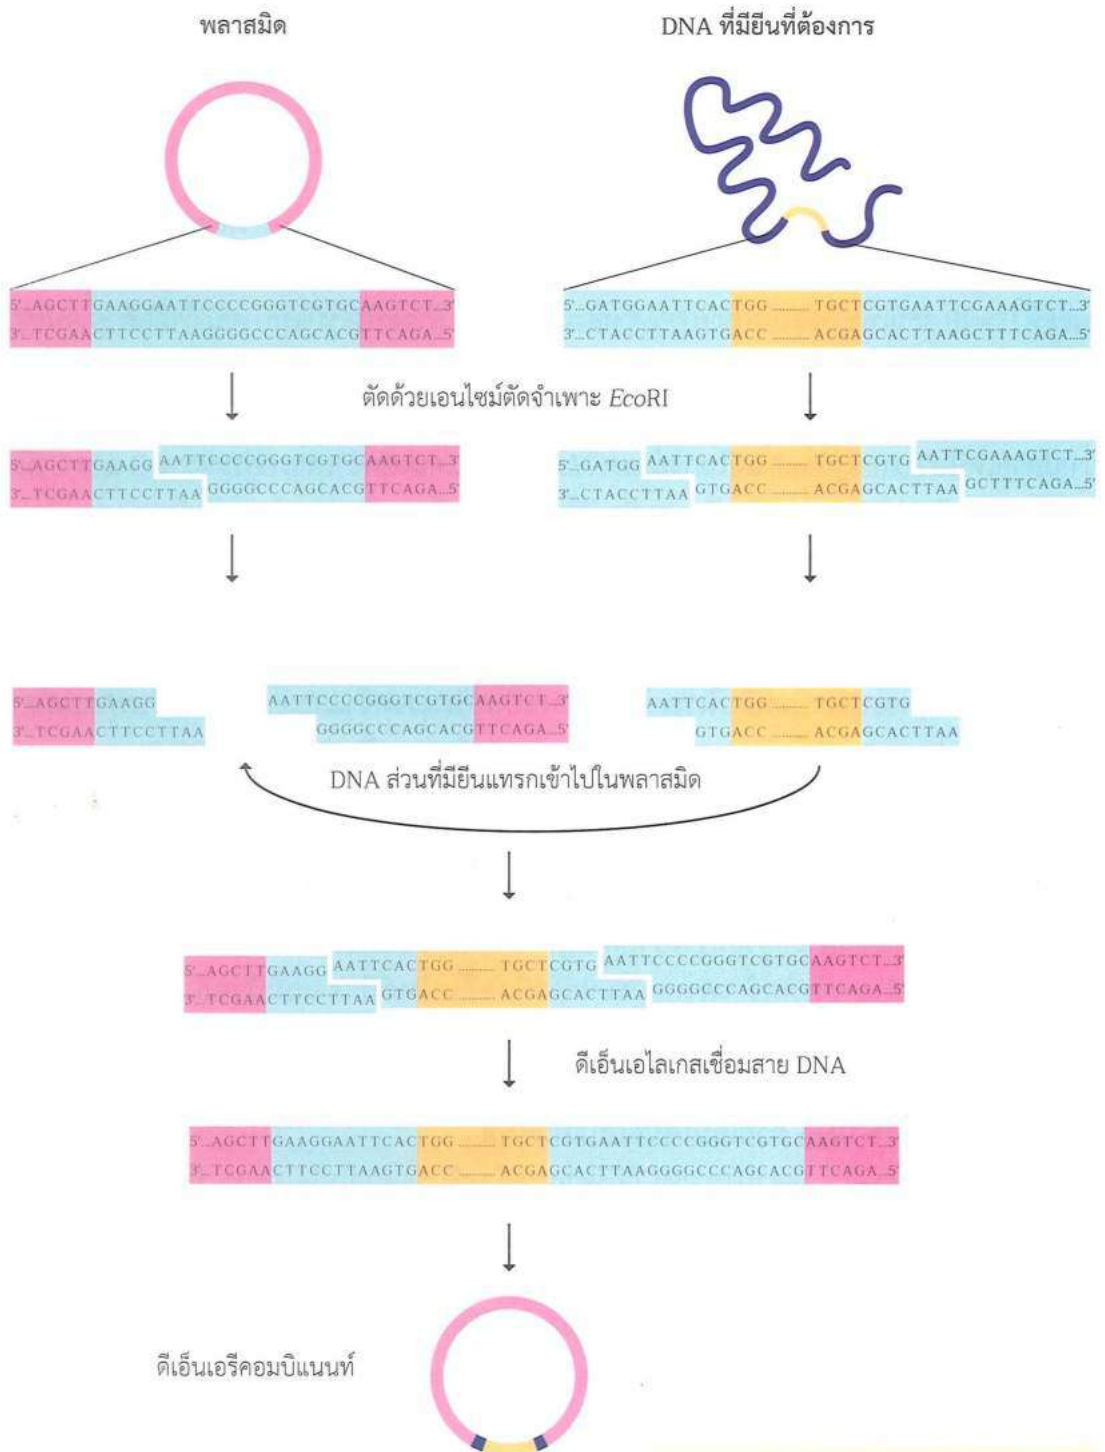 พลาสมิด
DNA ที่มียีนที่ต้องการ
5'...AGCTTGAAGGAATTCCCCGGGTCGTGCAAGTCT...3'
3'...TCGAACTTCCTTAAGGGGCCCAGCACGTTCAGA...5'
5'...GATGGAATTCACTGG ........... TGCTCGTGAATTCGAAAGTCT...3'
3'...CTACCTTAAGTGACC ........... ACGAGCACTTAAGCTTTCAGA...5'
ตัดด้วยเอนไซม์ตัดจำเพาะ EcoRI
5'...AGCTTGAAGG AATTCCCCGGGTCGTGCAAGTCT...3'
3'...TCGAACTTCCTTAA GGGGCCCAGCACGTTCAGA...5'
5'...GATGG AATTCACTGG ........... TGCTCGTG AATTCGAAAGTCT...3'
3'...CTACCTTAA GTGACC ........... ACGAGCACTTAA GCTTTCAGA...5'
5'...AGCTTGAAGG
3'...TCGAACTTCCTTAA
AATTCCCCGGGTCGTGCAAGTCT...3'
GGGGCCCAGCACGTTCAGA...5'
AATTCACTGG ........... TGCTCGTG
GTGACC ........... ACGAGCACTTAA
DNA ส่วนที่มียีนแทรกเข้าไปในพลาสมิด
5'...AGCTTGAAGG AATTCACTGG ........... TGCTCGTG AATTCCCCGGGTCGTGCAAGTCT...3'
3'...TCGAACTTCCTTAA GTGACC ........... ACGAGCACTTAA GGGGCCCAGCACGTTCAGA...5'
ดีเอ็นเอไลเกสเชื่อมสาย DNA
5'...AGCTTGAAGGAATTCACTGG ........... TGCTCGTGAATTCCCCGGGTCGTGCAAGTCT...3'
3'...TCGAACTTCCTTAAGTGACC ........... ACGAGCACTTAAGGGGCCCAGCACGTTCAGA...5'
ดีเอ็นเอรีคอมบิแนนท์